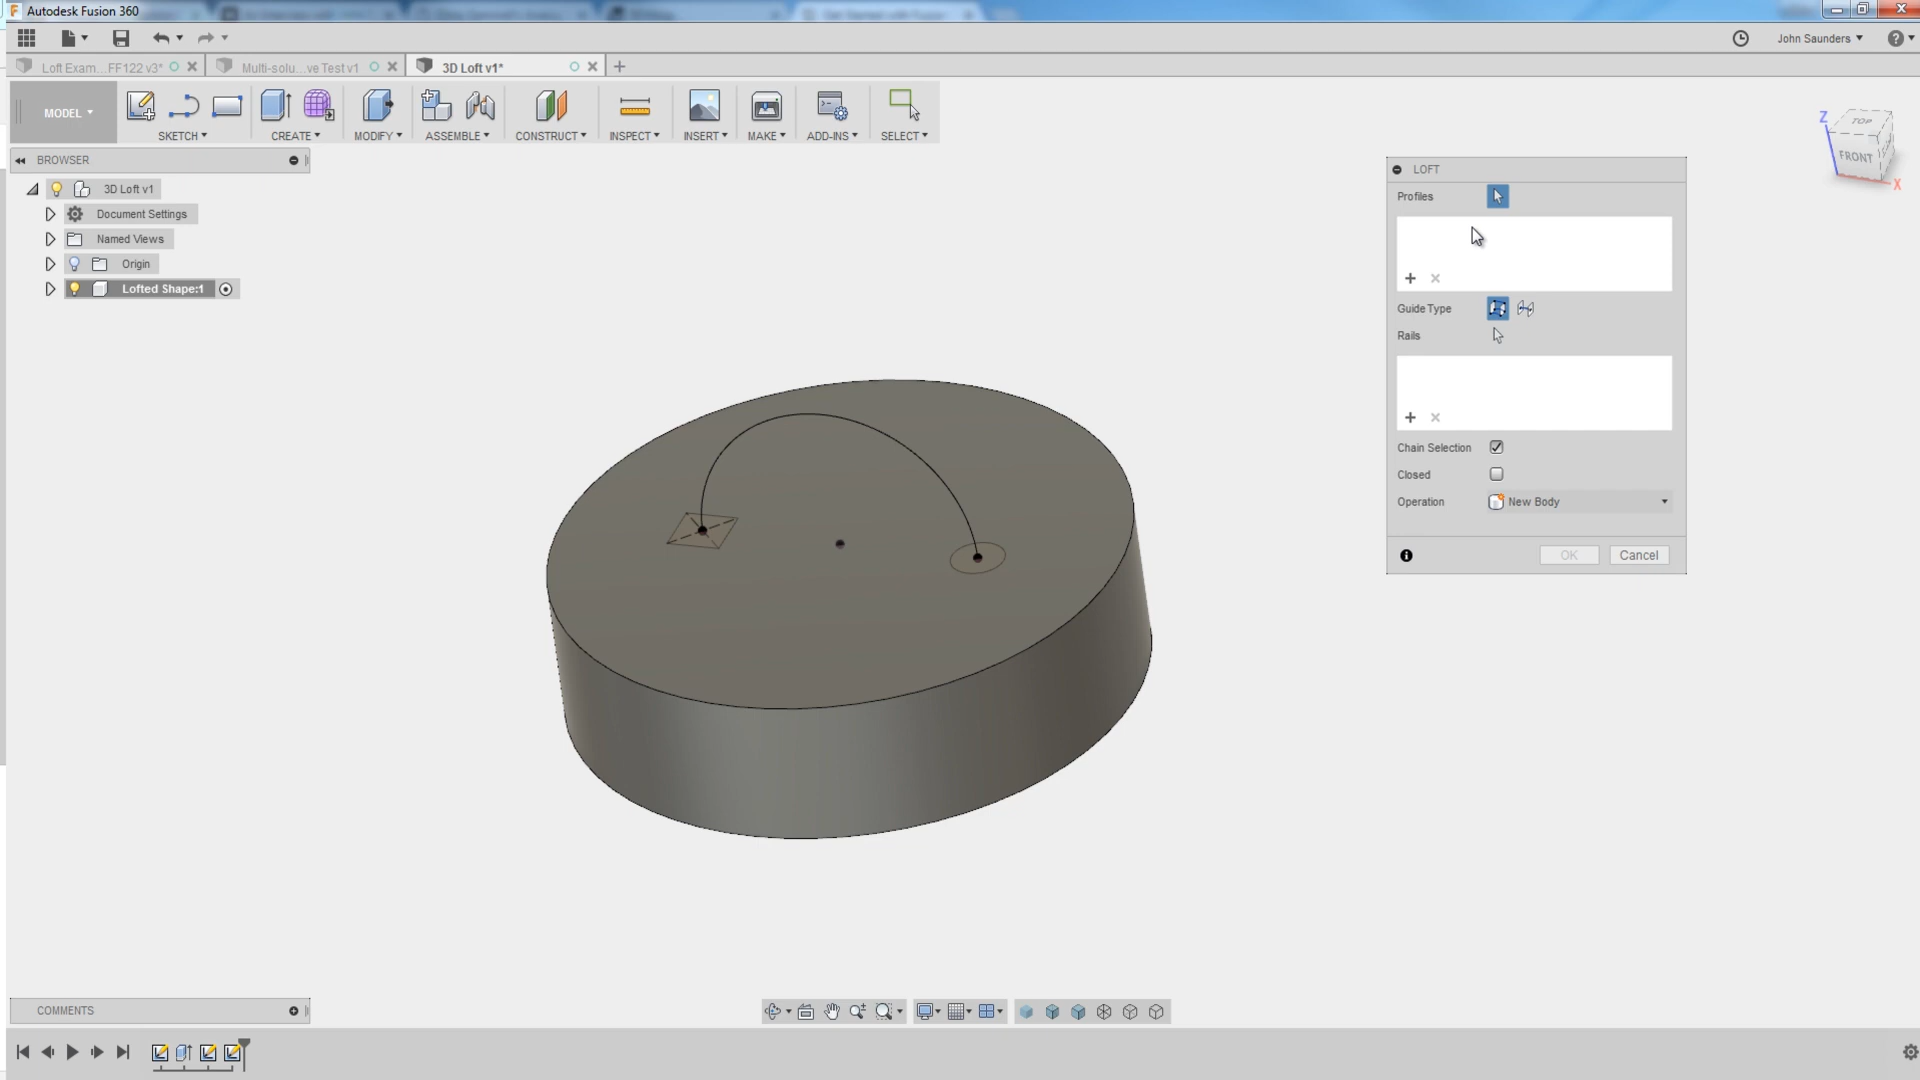 Autodesk Fusion 360
John Saunders
Loft Exam... FF122 v3*
Multi-solu...ve Test v1
3D Loft v1*
MODEL
SKETCH
CREATE
MODIFY
ASSEMBLE
CONSTRUCT
INSPECT
INSERT
MAKE
ADD-INS
SELECT
BROWSER
3D Loft v1
Document Settings
Named Views
Origin
Lofted Shape:1
Z
TOP
FRONT
X
LOFT
Profiles
Guide Type
Rails
Chain Selection
Closed
Operation
New Body
OK
Cancel
COMMENTS